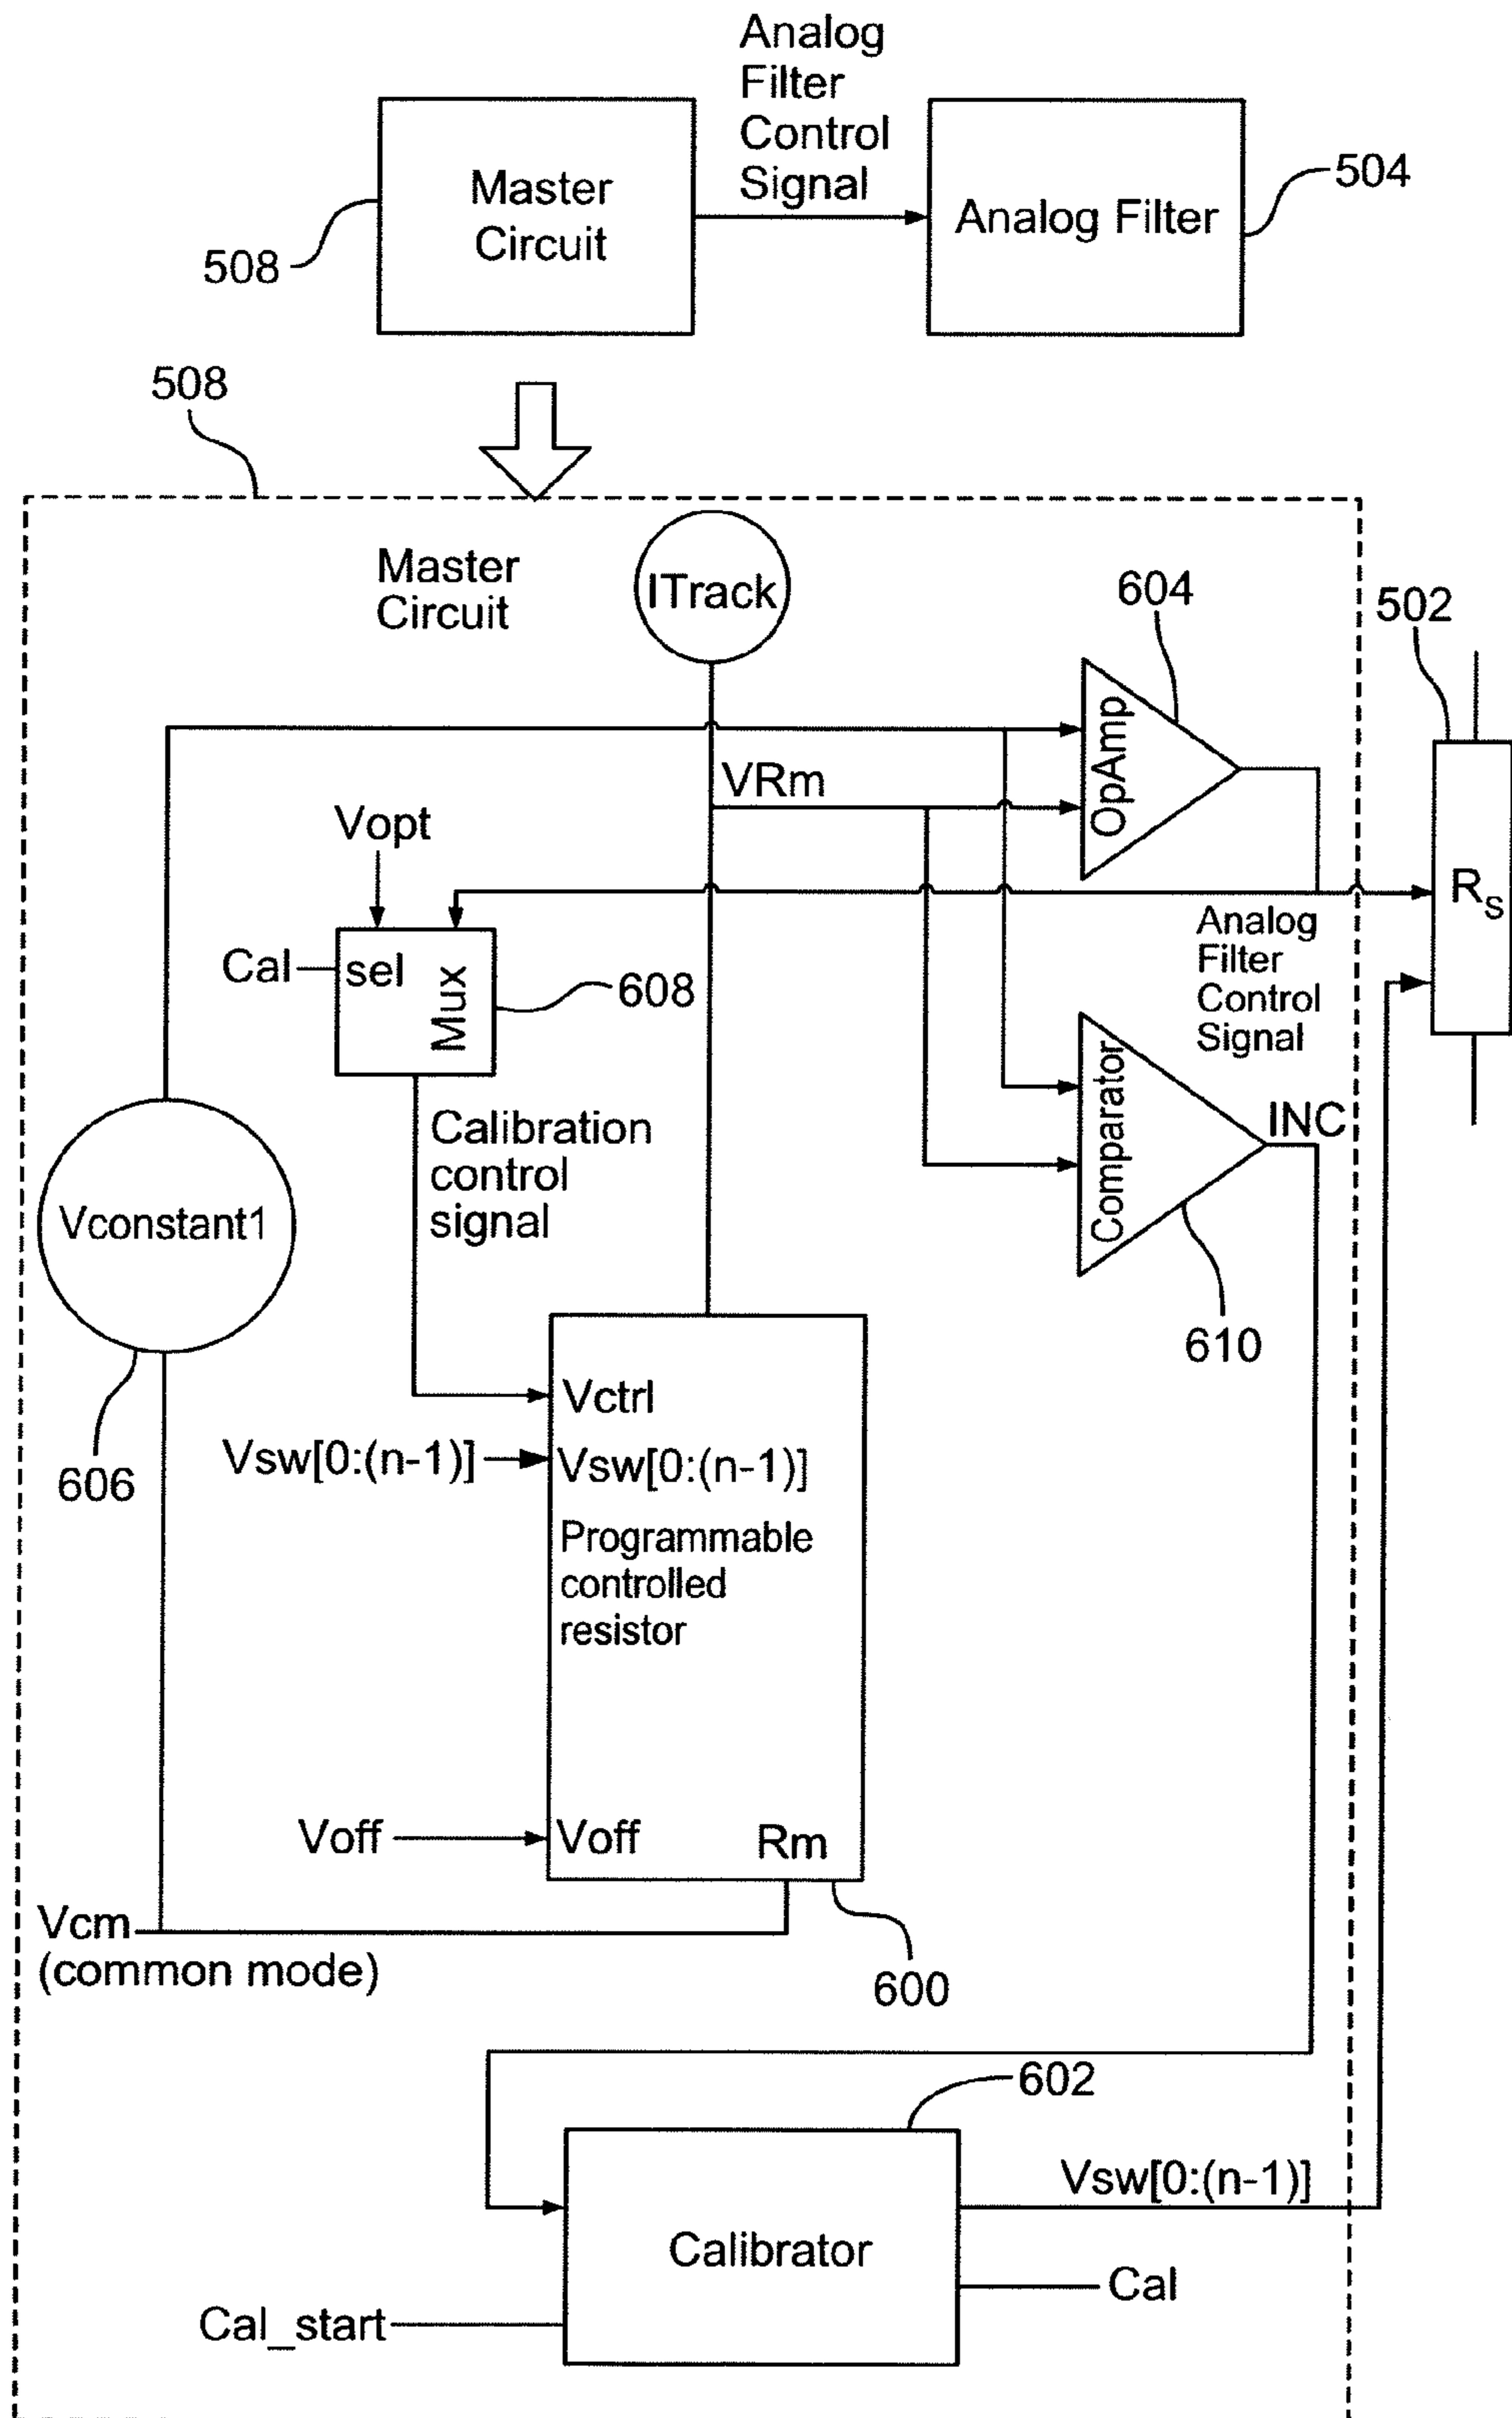 Analog
Filter
Control
Signal
Master
Circuit
Analog Filter
504
508
508
Master
Circuit
ITrack
604
502
OpAmp
VRm
Vopt
Rs
Cal
sel
Mux
608
Analog
Filter
Control
Signal
Comparator
INC
Calibration
control
signal
Vconstant1
610
606
Vctrl
Vsw[0:(n-1)]
Vsw[0:(n-1)]
Programmable
controlled
resistor
Voff
Voff
Rm
Vcm
(common mode)
600
602
Vsw[0:(n-1)]
Calibrator
Cal
Cal_start